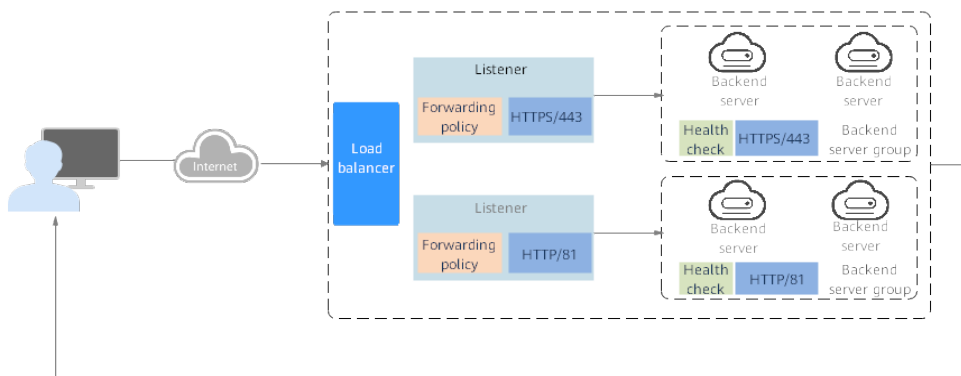 Internet
Load
balancer
Listener
Forwarding
policy
HTTPS/443
Backend
server
Backend
server
Health
check
HTTPS/443
Backend
server group
Listener
Forwarding
policy
HTTP/81
Backend
server
Backend
server
Health
check
HTTP/81
Backend
server group